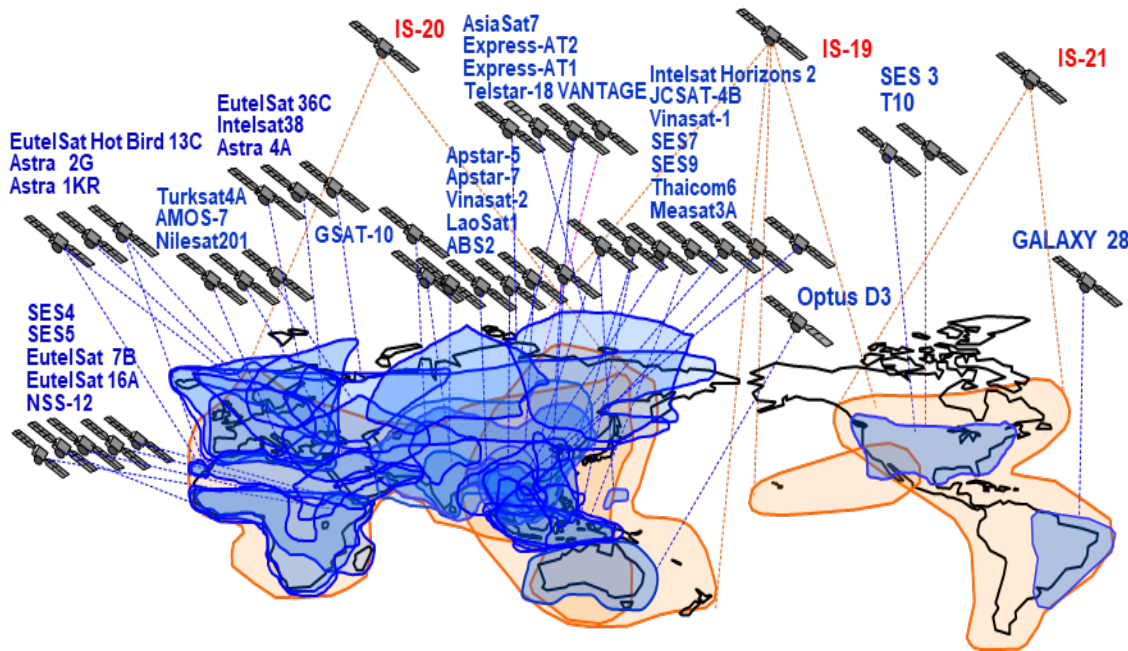 IS-20
AsiaSat7
Express-AT2
Express-AT1
Telstar-18 VANTAGE
IS-19
IS-21
Intelsat Horizons 2
JCSAT-4B
Vinasat-1
SES7
SES9
Thaicom6
Measat3A
SES 3
T10
EutelSat 36C
Intelsat38
Astra 4A
EutelSat Hot Bird 13C
Astra 2G
Astra 1KR
Turksat4A
AMOS-7
Nilesat201
GSAT-10
Apstar-5
Apstar-7
Vinasat-2
LaoSat1
ABS2
GALAXY 28
Optus D3
SES4
SES5
EutelSat 7B
EutelSat 16A
NSS-12